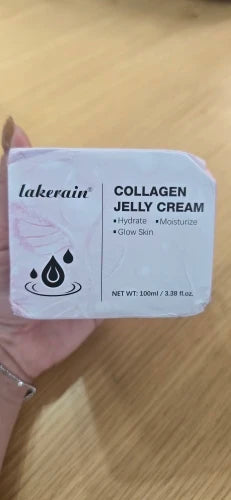 lakerain®
COLLAGEN
JELLY CREAM
▪Hydrate ▪Moisturize
▪Glow Skin
NET WT: 100ml / 3.38 fl.oz.